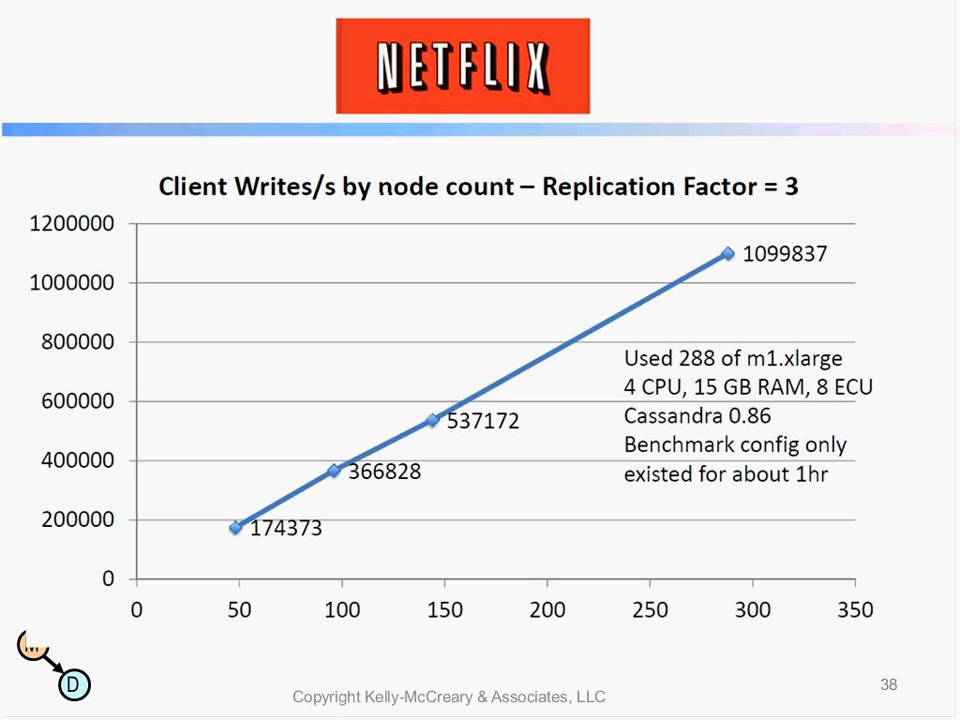 NETFLIX
Client Writes/s by node count – Replication Factor = 3
1200000
1000000
800000
600000
400000
200000
0
1099837
537172
366828
174373
Used 288 of m1.xlarge
4 CPU, 15 GB RAM, 8 ECU
Cassandra 0.86
Benchmark config only
existed for about 1hr
0 50 100 150 200 250 300 350
M
D
Copyright Kelly-McCreary & Associates, LLC
38